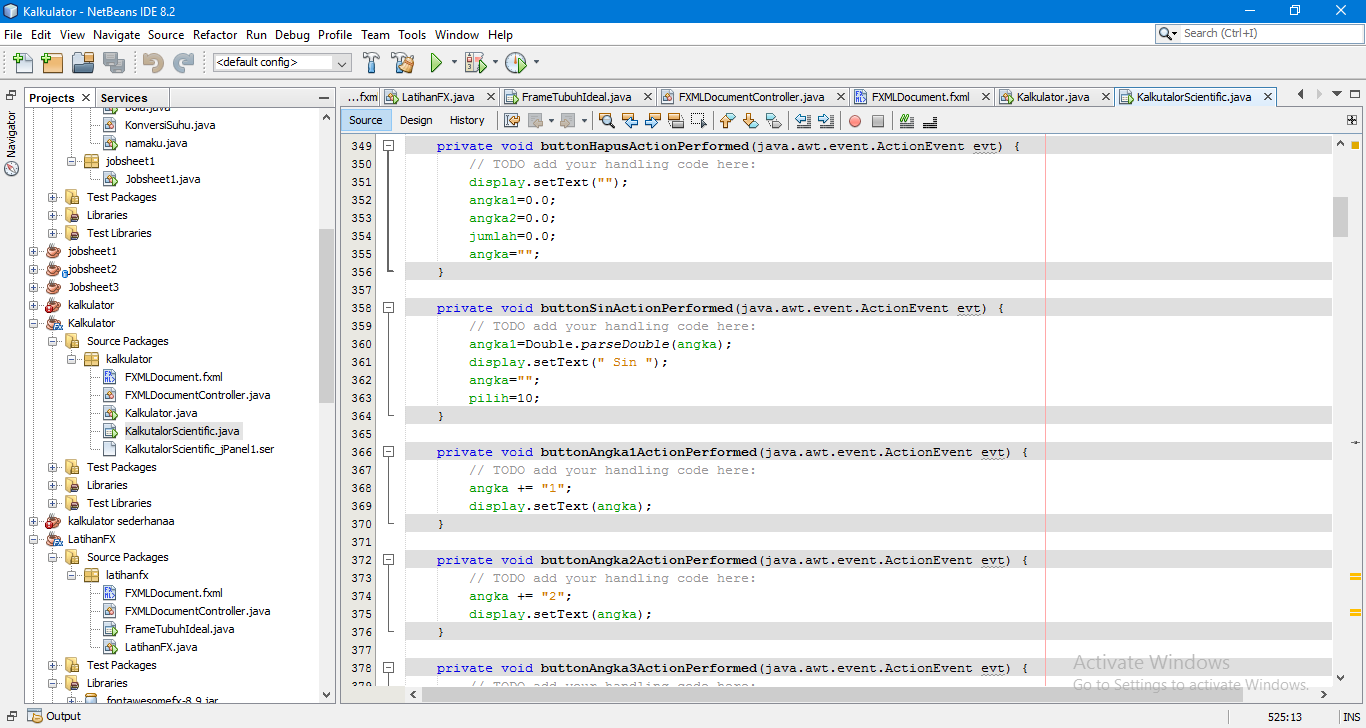 Kalkulator - NetBeans IDE 8.2
File Edit View Navigate Source Refactor Run Debug Profile Team Tools Window Help
Search (Ctrl+I)
<default config>
Projects Services
Navigator
KonversiSuhu.java
namaku.java
jobsheet1
Jobsheet1.java
Test Packages
Libraries
Test Libraries
jobsheet1
jobsheet2
Jobsheet3
kalkulator
Kalkulator
Source Packages
kalkulator
FXMLDocument.fxml
FXMLDocumentController.java
Kalkulator.java
KalkutalorScientific.java
KalkutalorScientific_jPanel1.ser
Test Packages
Libraries
Test Libraries
kalkulator sederhanaa
LatihanFX
Source Packages
latihanfx
FXMLDocument.fxml
FXMLDocumentController.java
FrameTubuhIdeal.java
LatihanFX.java
Test Packages
Libraries
fontawesomefx-8.9.jar
...fxm LatihanFX.java FrameTubuhIdeal.java FXMLDocumentController.java FXMLDocument.fxml Kalkulator.java KalkutalorScientific.java
Source Design History
349 private void buttonHapusActionPerformed(java.awt.event.ActionEvent evt) {
350 // TODO add your handling code here:
351 display.setText("");
352 angka1=0.0;
353 angka2=0.0;
354 jumlah=0.0;
355 angka="";
356 }
357
358 private void buttonSinActionPerformed(java.awt.event.ActionEvent evt) {
359 // TODO add your handling code here:
360 angka1=Double.parseDouble(angka);
361 display.setText(" Sin ");
362 angka="";
363 pilih=10;
364 }
365
366 private void buttonAngka1ActionPerformed(java.awt.event.ActionEvent evt) {
367 // TODO add your handling code here:
368 angka += "1";
369 display.setText(angka);
370 }
371
372 private void buttonAngka2ActionPerformed(java.awt.event.ActionEvent evt) {
373 // TODO add your handling code here:
374 angka += "2";
375 display.setText(angka);
376 }
377
378 private void buttonAngka3ActionPerformed(java.awt.event.ActionEvent evt) {
379 // TODO add your handling code here:
Activate Windows
Go to Settings to activate Windows.
Output
525:13 INS